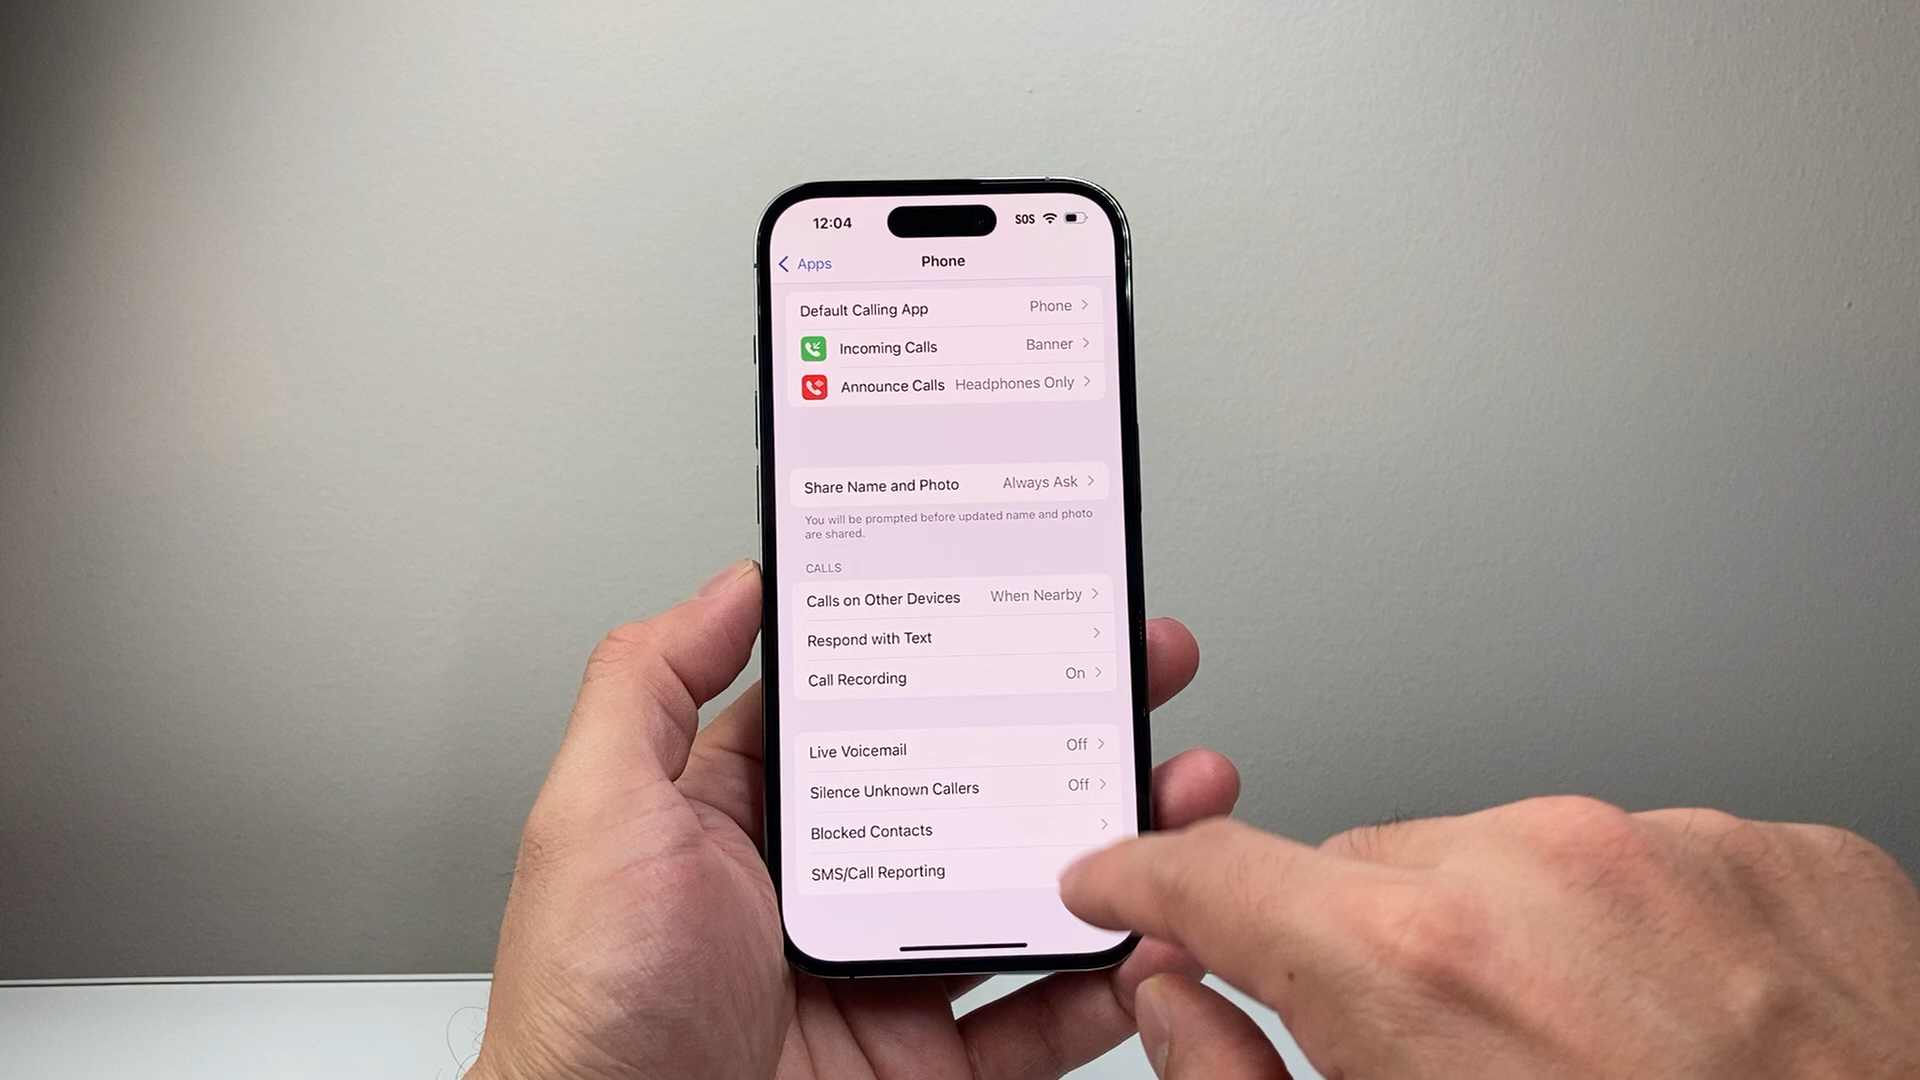 12:04 SOS
Apps Phone
Default Calling App Phone
Incoming Calls Banner
Announce Calls Headphones Only
Share Name and Photo Always Ask
You will be prompted before updated name and photo
are shared.
CALLS
Calls on Other Devices When Nearby
Respond with Text
Call Recording On
Live Voicemail Off
Silence Unknown Callers Off
Blocked Contacts
SMS/Call Reporting